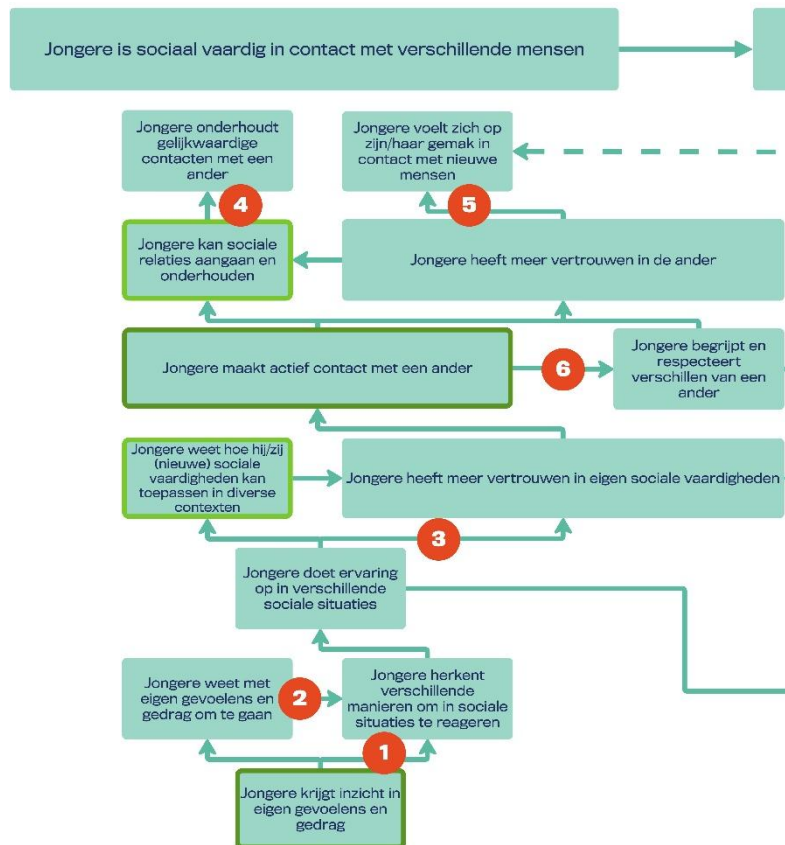 Jongere is sociaal vaardig in contact met verschillende mensen
Jongere onderhoudt
gelijkwaardige
contacten met een
ander
Jongere voelt zich op
zijn/haar gemak in
contact met nieuwe
mensen
4
5
Jongere kan sociale
relaties aangaan en
onderhouden
Jongere heeft meer vertrouwen in de ander
Jongere maakt actief contact met een ander
6
Jongere begrijpt en
respecteert
verschillen van een
ander
Jongere weet hoe hij/zij
(nieuwe) sociale
vaardigheden kan
toepassen in diverse
contexten
Jongere heeft meer vertrouwen in eigen sociale vaardigheden
3
Jongere doet ervaring
op in verschillende
sociale situaties
Jongere weet met
eigen gevoelens en
gedrag om te gaan
2
Jongere herkent
verschillende
manieren om in sociale
situaties te reageren
1
Jongere krijgt inzicht in
eigen gevoelens en
gedrag